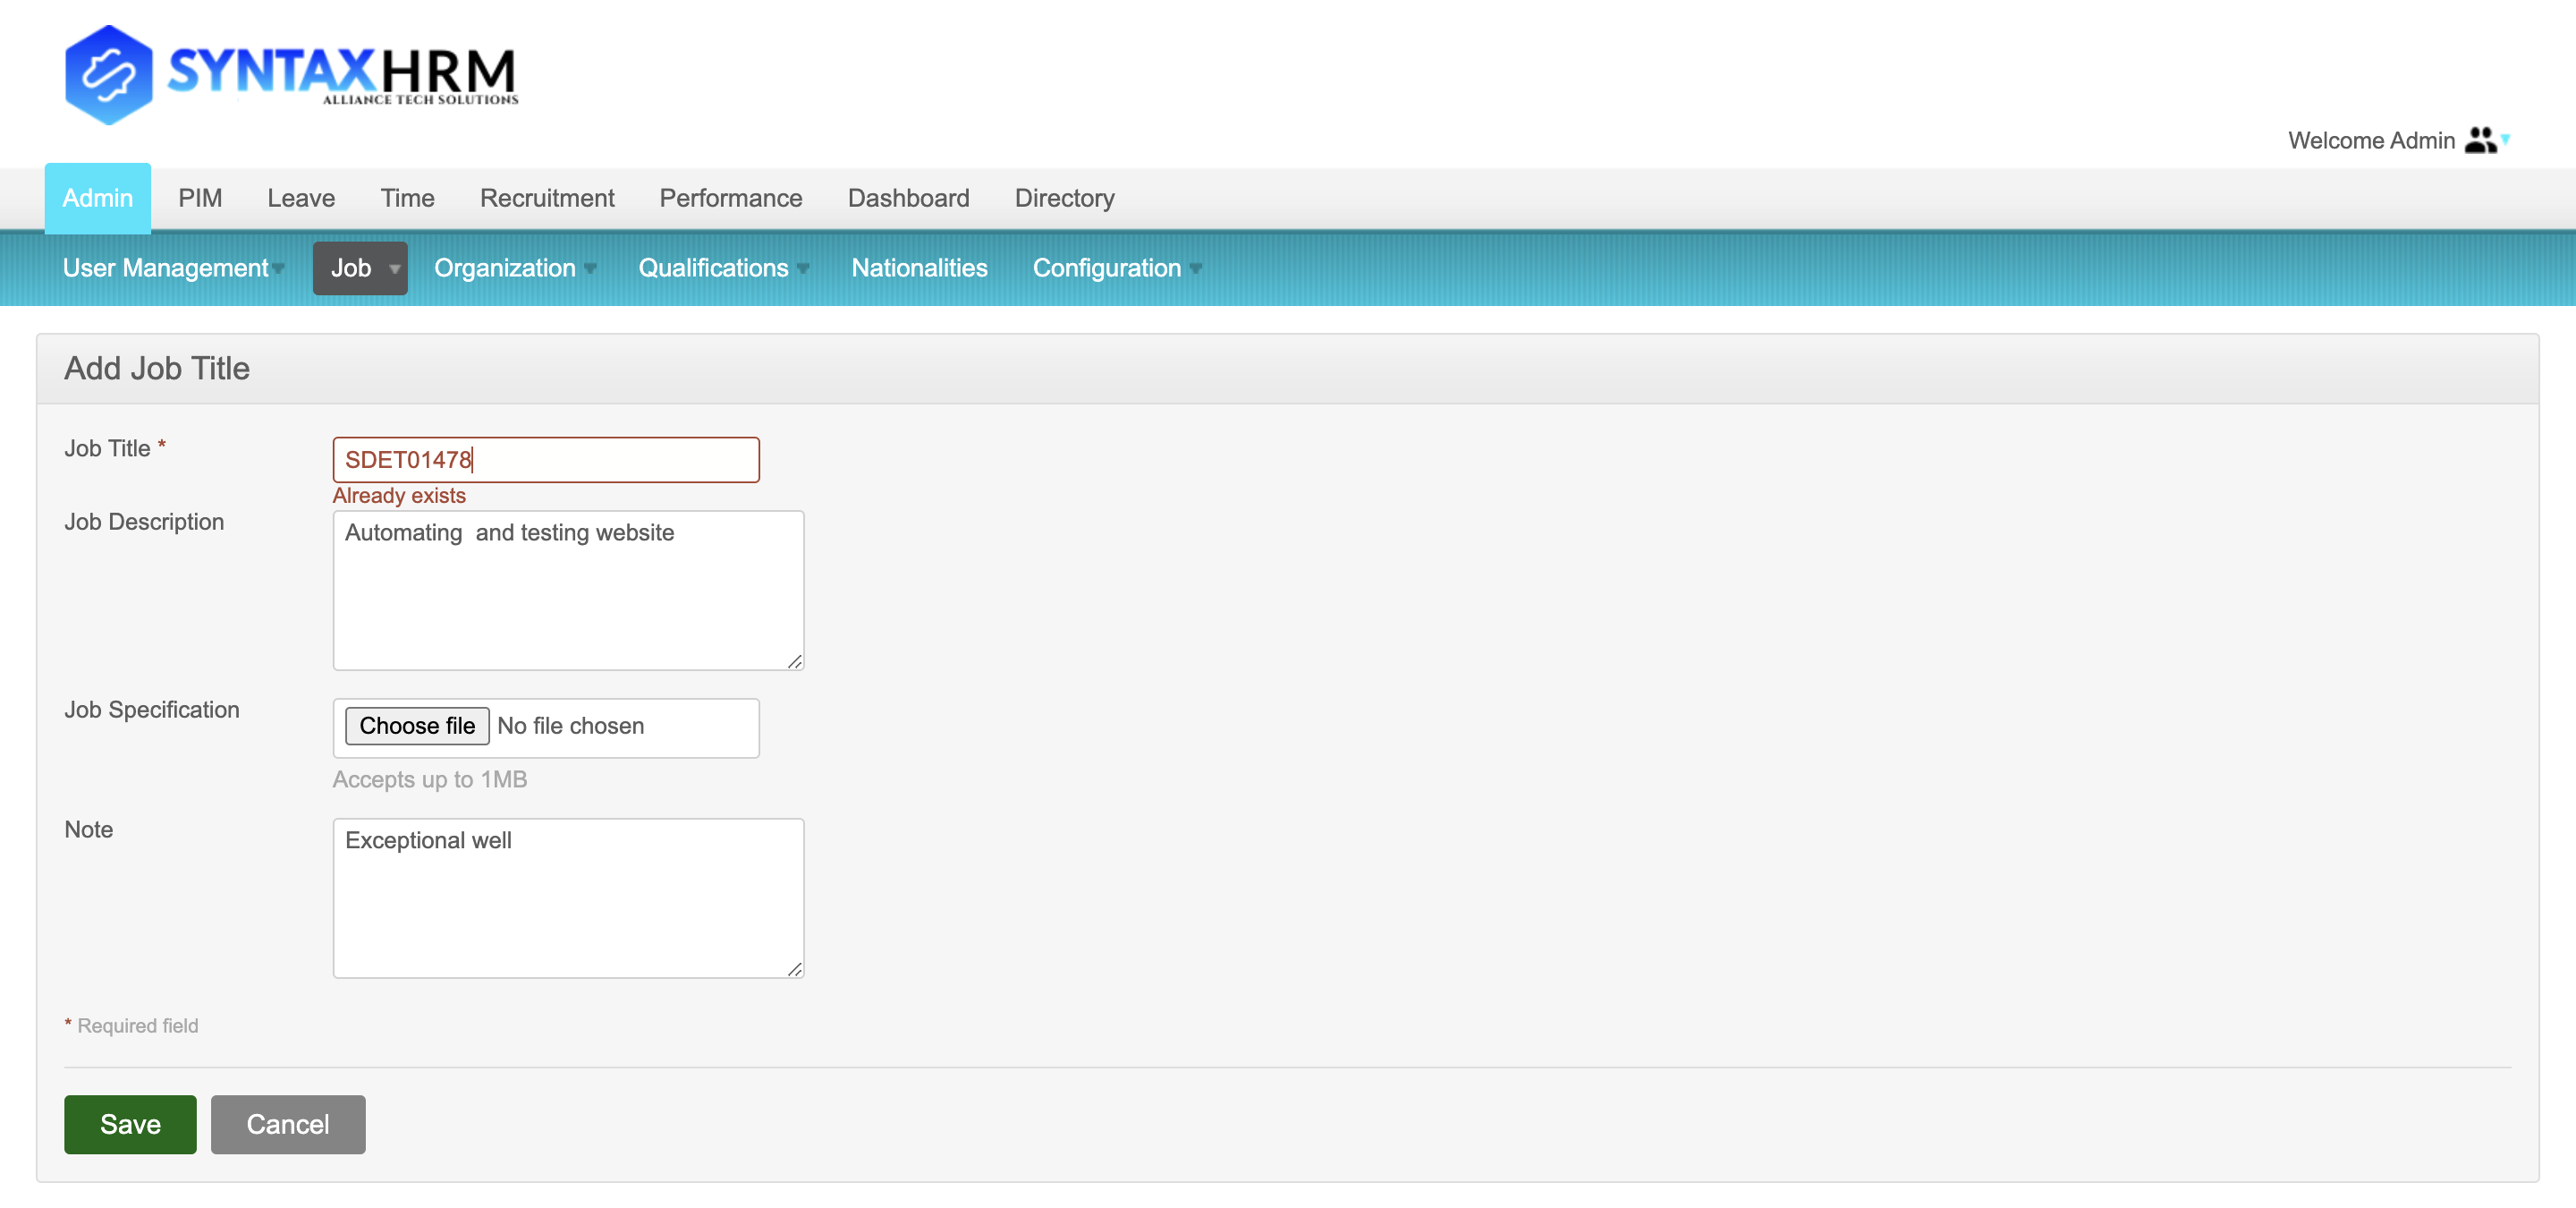 SYNTAXHRM
ALLIANCE TECH SOLUTIONS
Welcome Admin
Admin PIM Leave Time Recruitment Performance Dashboard Directory
User Management Job Organization Qualifications Nationalities Configuration
Add Job Title
Job Title * SDET01478
Already exists
Job Description Automating  and testing website
Job Specification Choose file No file chosen
Accepts up to 1MB
Note Exceptional well
* Required field
Save Cancel